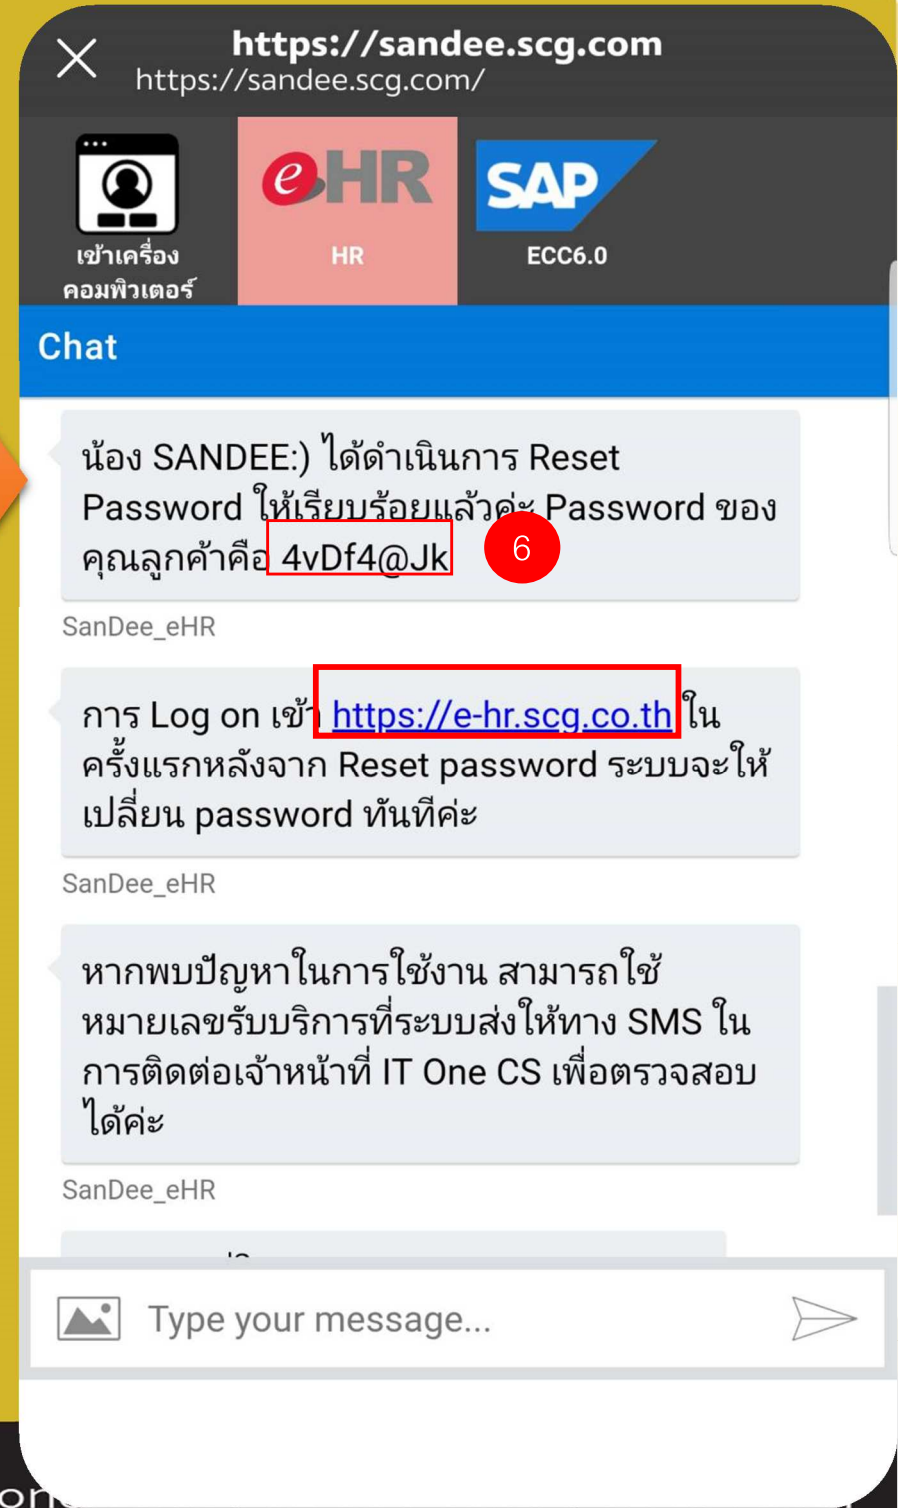 https://sandee.scg.com
https://sandee.scg.com/
eHR
SAP
เข้าเครื่อง
คอมพิวเตอร์
HR
ECC6.0
Chat
น้อง SANDEE:) ได้ดำเนินการ Reset
Password ให้เรียบร้อยแล้วค่ะ Password ของ
คุณลูกค้าคือ 4vDf4@Jk
6
SanDee_eHR
การ Log on เข้า https://e-hr.scg.co.th ใน
ครั้งแรกหลังจาก Reset password ระบบจะให้
เปลี่ยน password ทันทีค่ะ
SanDee_eHR
หากพบปัญหาในการใช้งาน สามารถใช้
หมายเลขรับบริการที่ระบบส่งให้ทาง SMS ใน
การติดต่อเจ้าหน้าที่ IT One CS เพื่อตรวจสอบ
ได้ค่ะ
SanDee_eHR
Type your message...